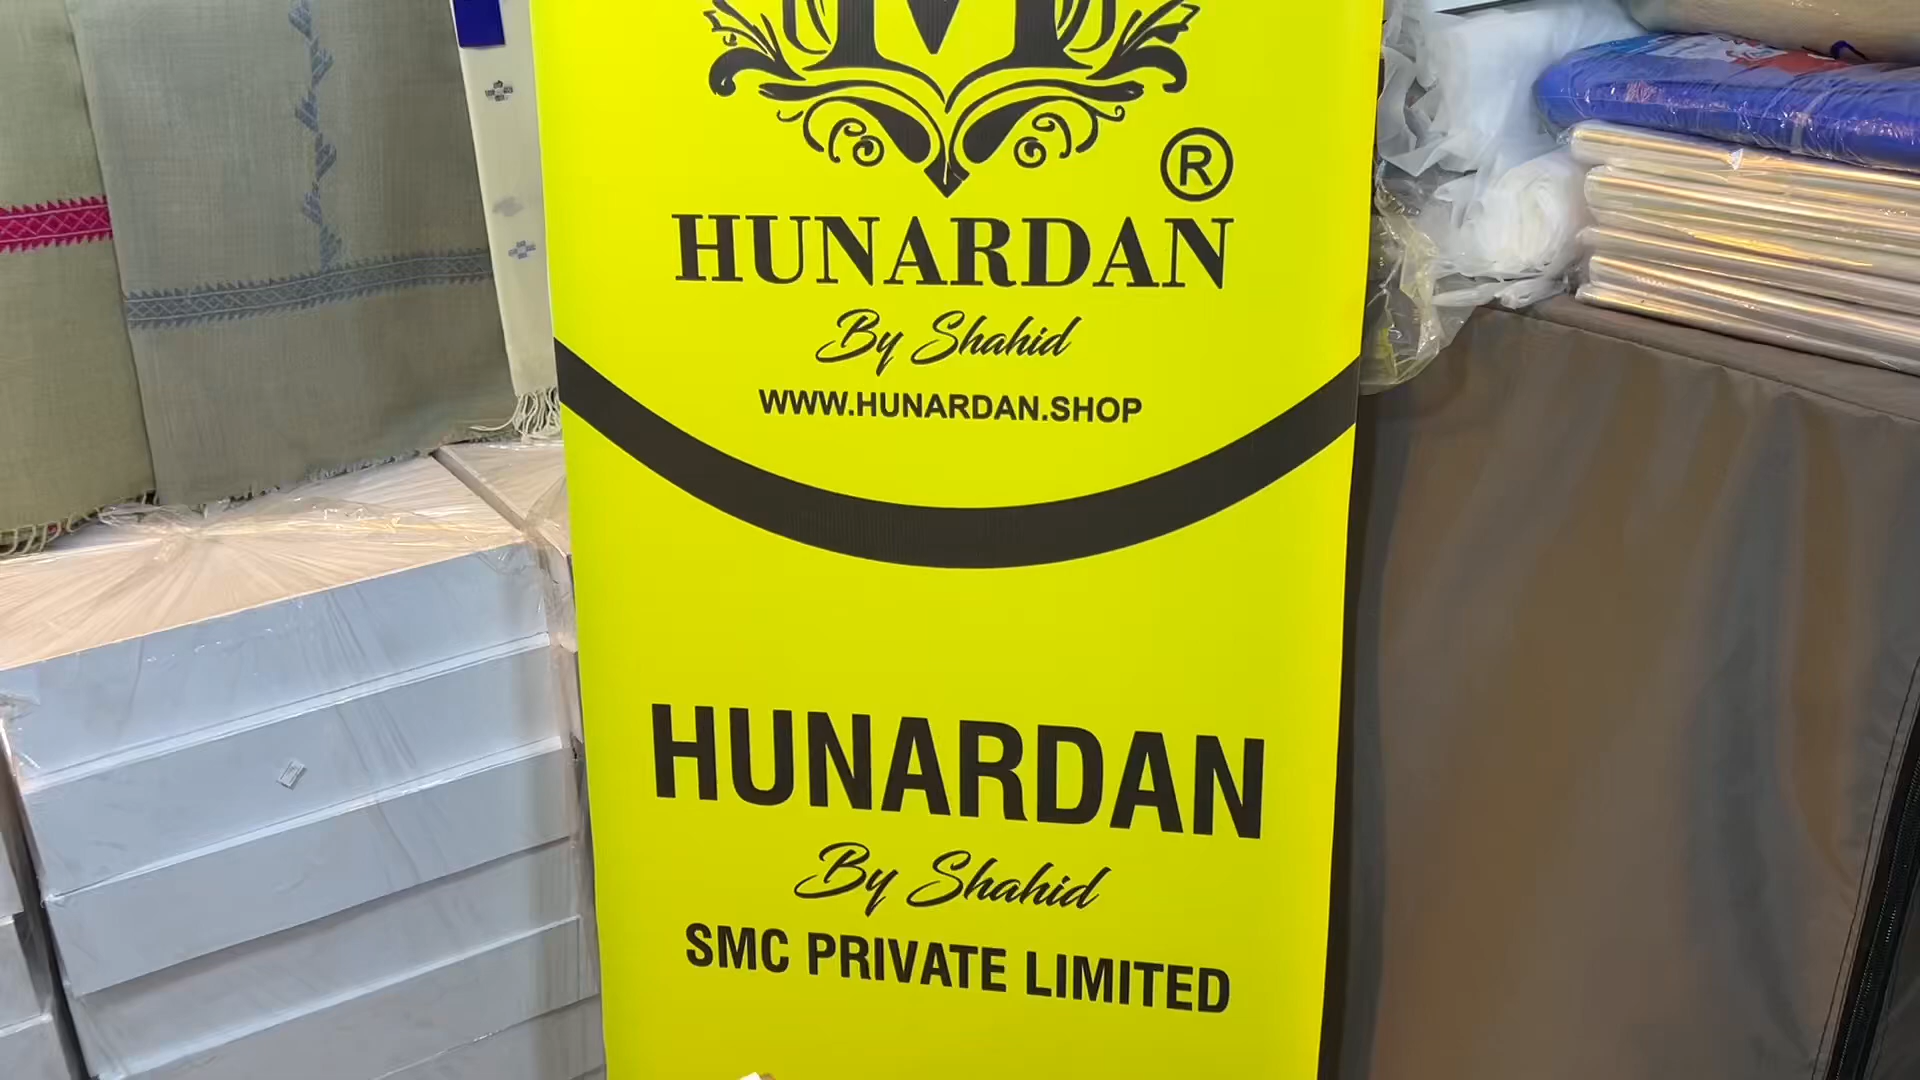 M
®
HUNARDAN
By Shahid
WWW.HUNARDAN.SHOP
HUNARDAN
By Shahid
SMC PRIVATE LIMITED